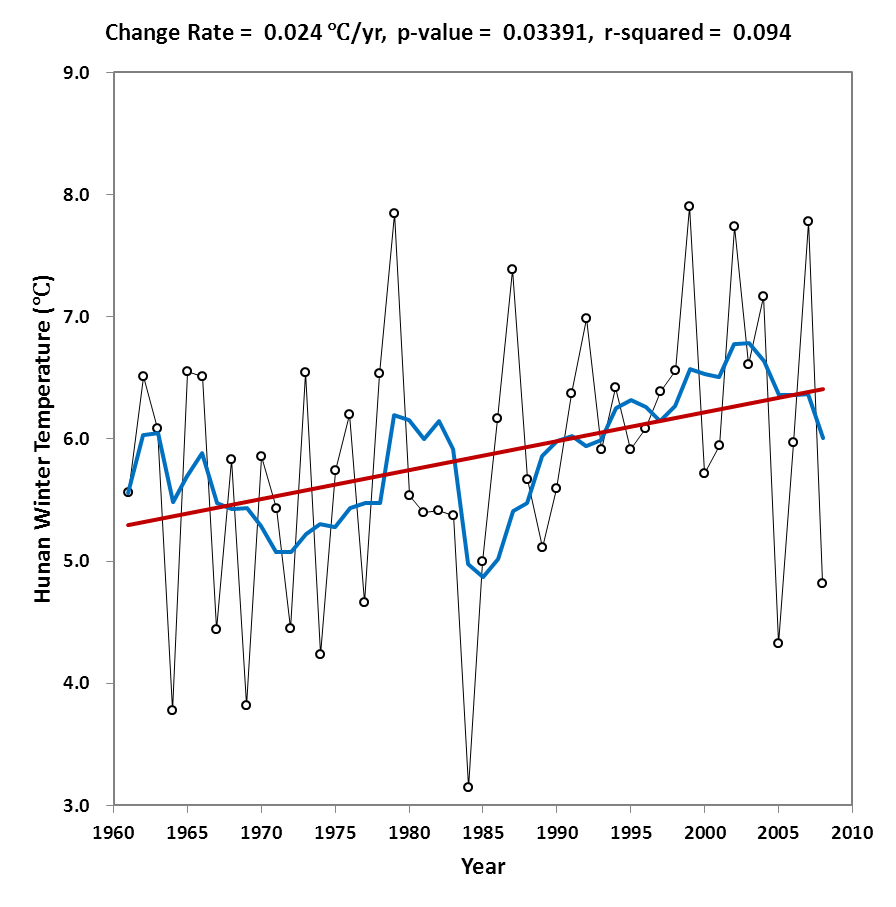 Change Rate = 0.024 ℃/yr, p-value = 0.03391, r-squared = 0.094
9.0
8.0
7.0
6.0
5.0
4.0
3.0
Hunan Winter Temperature (℃)
1960 1965 1970 1975 1980 1985 1990 1995 2000 2005 2010
Year